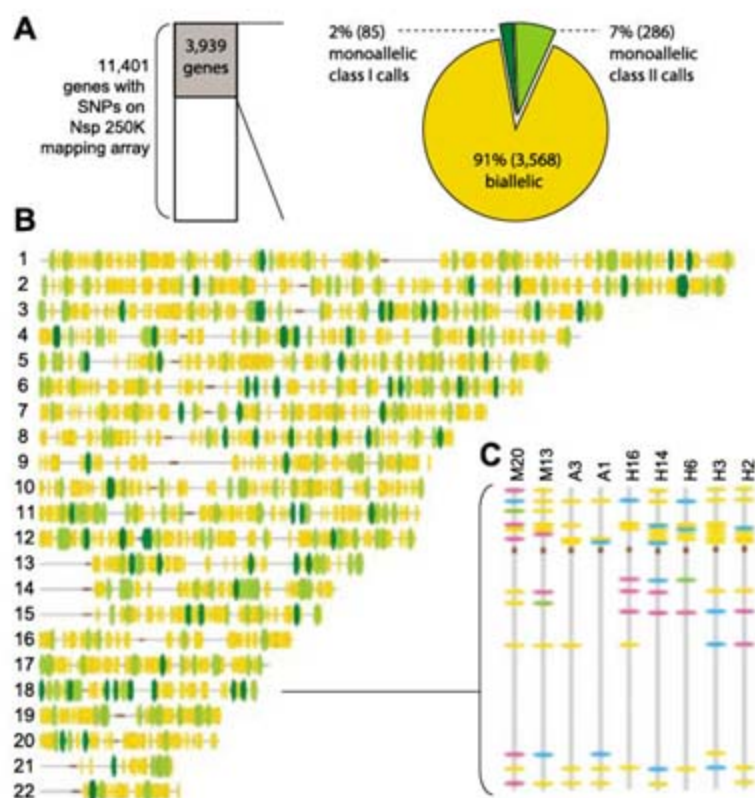 A
11,401
genes with
SNPs on
Nsp 250K
mapping array
3,939
genes
2% (85)
monoallelic
class I calls
7% (286)
monoallelic
class II calls
91% (3,568)
biallelic
B
1
2
3
4
5
6
7
8
9
10
11
12
13
14
15
16
17
18
19
20
21
22
C
M20
M13
A3
A1
H16
H14
H6
H3
H2